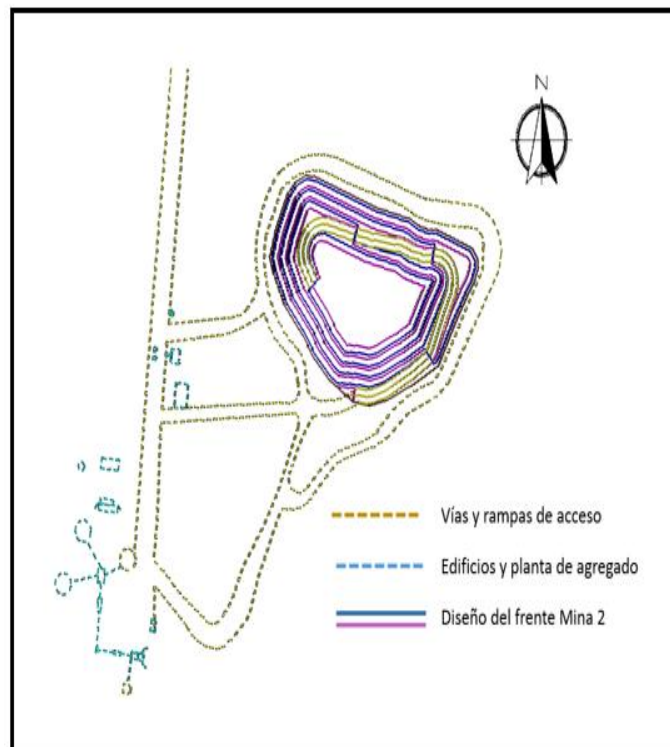 N
Vías y rampas de acceso
Edificios y planta de agregado
Diseño del frente Mina 2